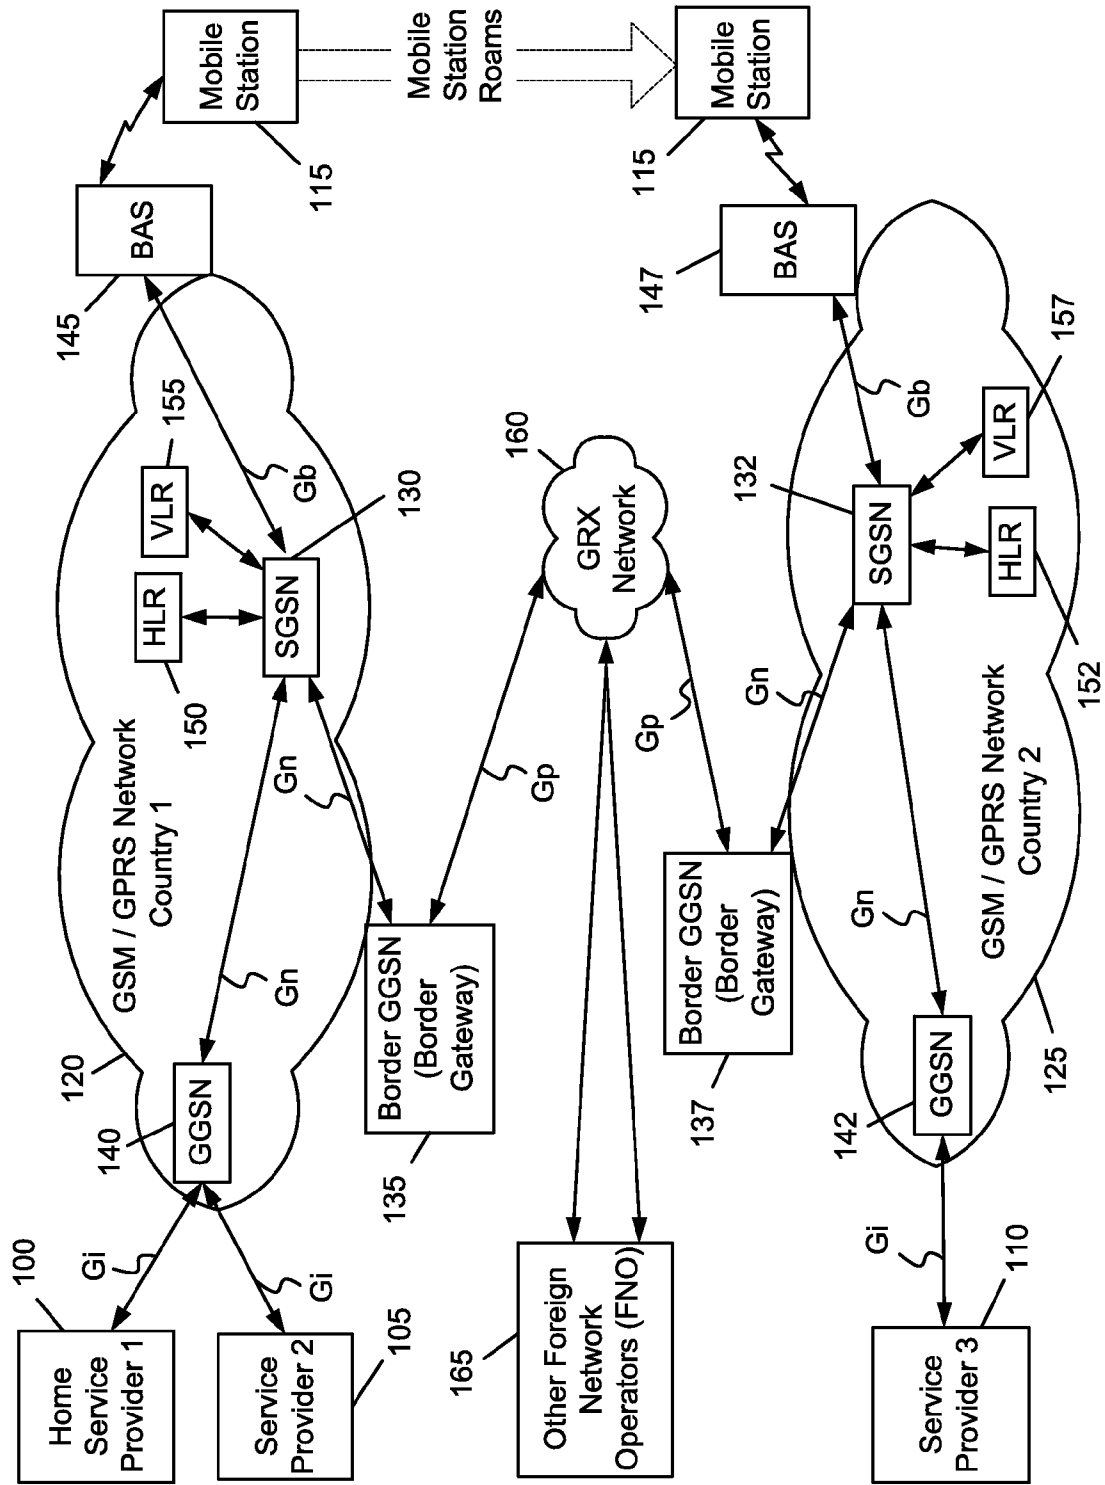 Home
Service
Provider 1
100
Gi
Service
Provider 2
105
Gi
GGSN
140
120
GSM / GPRS Network
Country 1
Gn
Gn
HLR
150
VLR
155
SGSN
130
Gb
BAS
145
Mobile
Station
115
Mobile
Station
Roams
Border GGSN
(Border
Gateway)
135
Gp
GRX
Network
160
Other Foreign
Network
Operators (FNO)
165
Gp
Border GGSN
(Border
Gateway)
137
Gn
Mobile
Station
115
BAS
147
Gb
SGSN
132
VLR
157
HLR
152
GSM / GPRS Network
Country 2
125
Gn
GGSN
142
Gi
Service
Provider 3
110